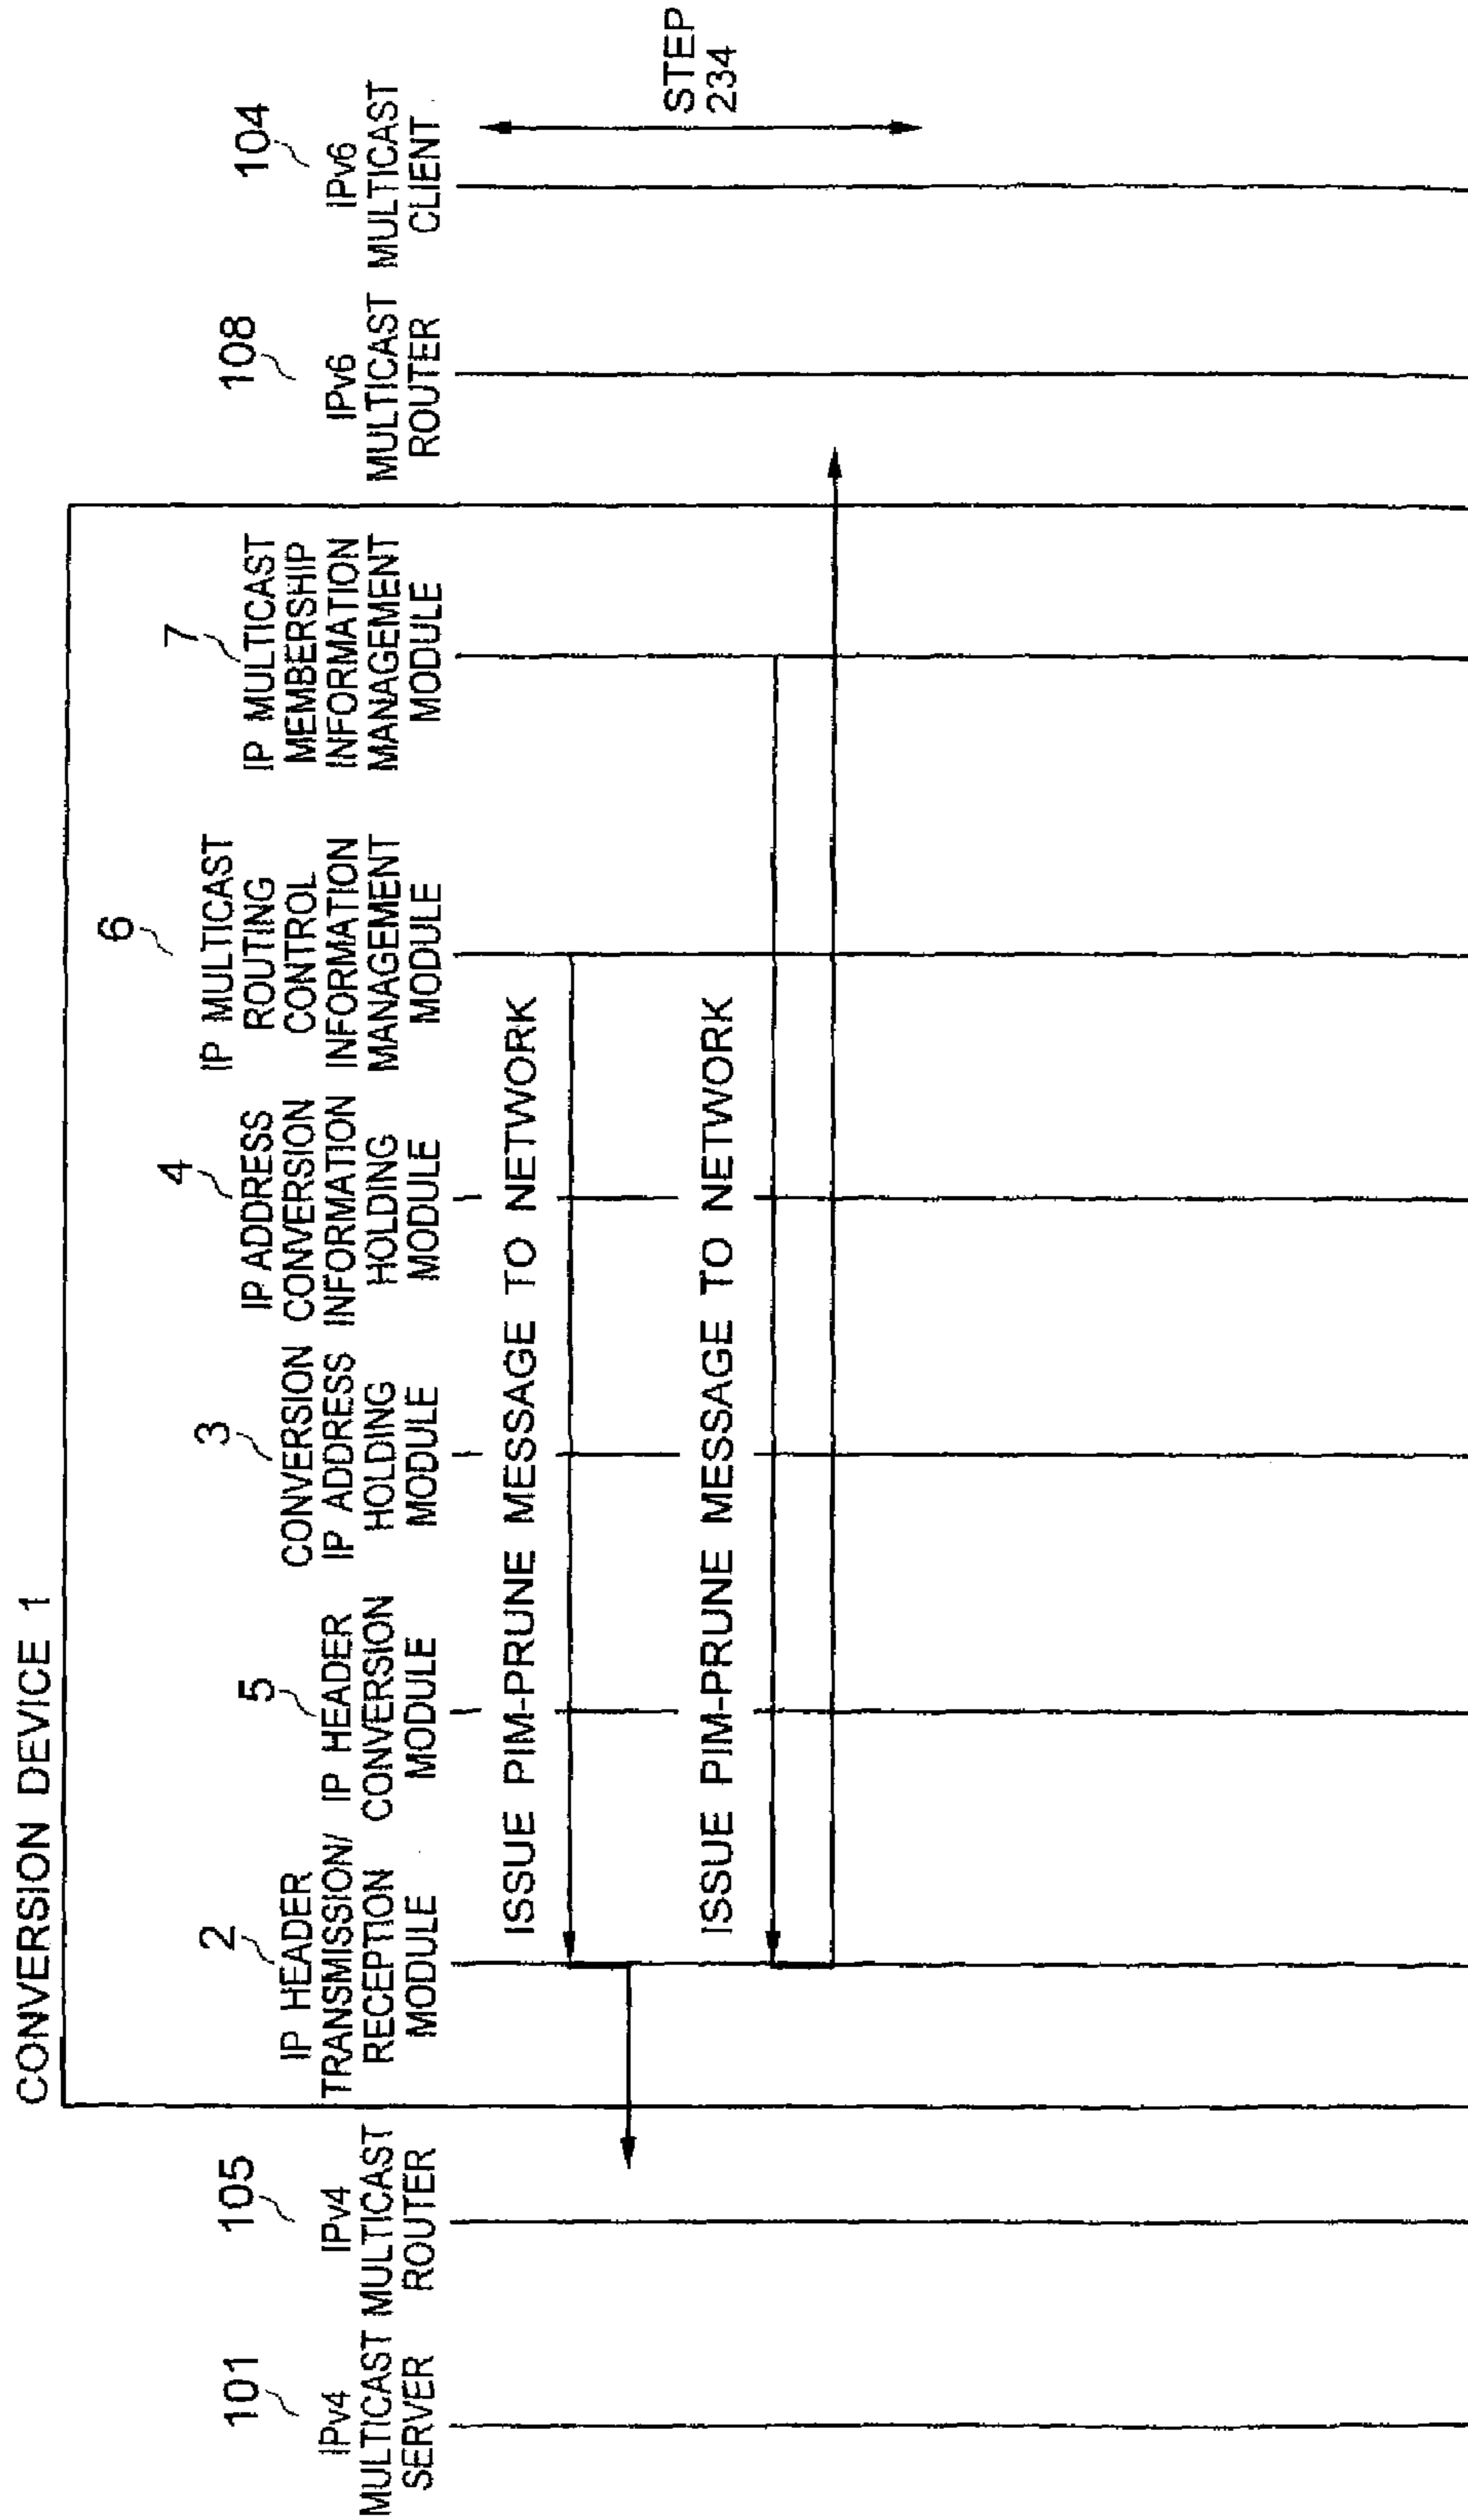 CONVERSION DEVICE 1
101
IPv4
MULTICAST
SERVER
105
IPv4
MULTICAST
ROUTER
2
IP HEADER
TRANSMISSION/
RECEPTION
MODULE
5
IP HEADER
CONVERSION
MODULE
3
CONVERSION
IP ADDRESS
HOLDING
MODULE
4
IP ADDRESS
CONVERSION
INFORMATION
HOLDING
MODULE
6
IP MULTICAST
ROUTING
CONTROL
INFORMATION
MANAGEMENT
MODULE
7
IP MULTICAST
MEMBERSHIP
INFORMATION
MANAGEMENT
MODULE
108
IPv6
MULTICAST
ROUTER
104
IPv6
MULTICAST
CLIENT
ISSUE PIM-PRUNE MESSAGE TO NETWORK
ISSUE PIM-PRUNE MESSAGE TO NETWORK
STEP
234